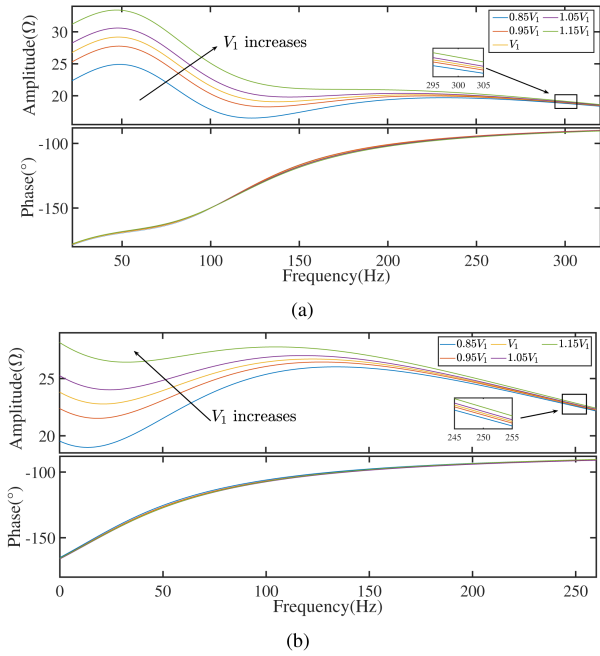 Amplitude(Ω)
30
25
20
V₁ increases
0.85V₁ 1.05V₁
0.95V₁ 1.15V₁
V₁
295 300 305
Phase(°)
-100
-150
50 100 150 200 250 300
Frequency(Hz)
(a)
Amplitude(Ω)
25
20
V₁ increases
0.85V₁ V₁ 1.15V₁
0.95V₁ 1.05V₁
245 250 255
Phase(°)
-100
-150
0 50 100 150 200 250
Frequency(Hz)
(b)